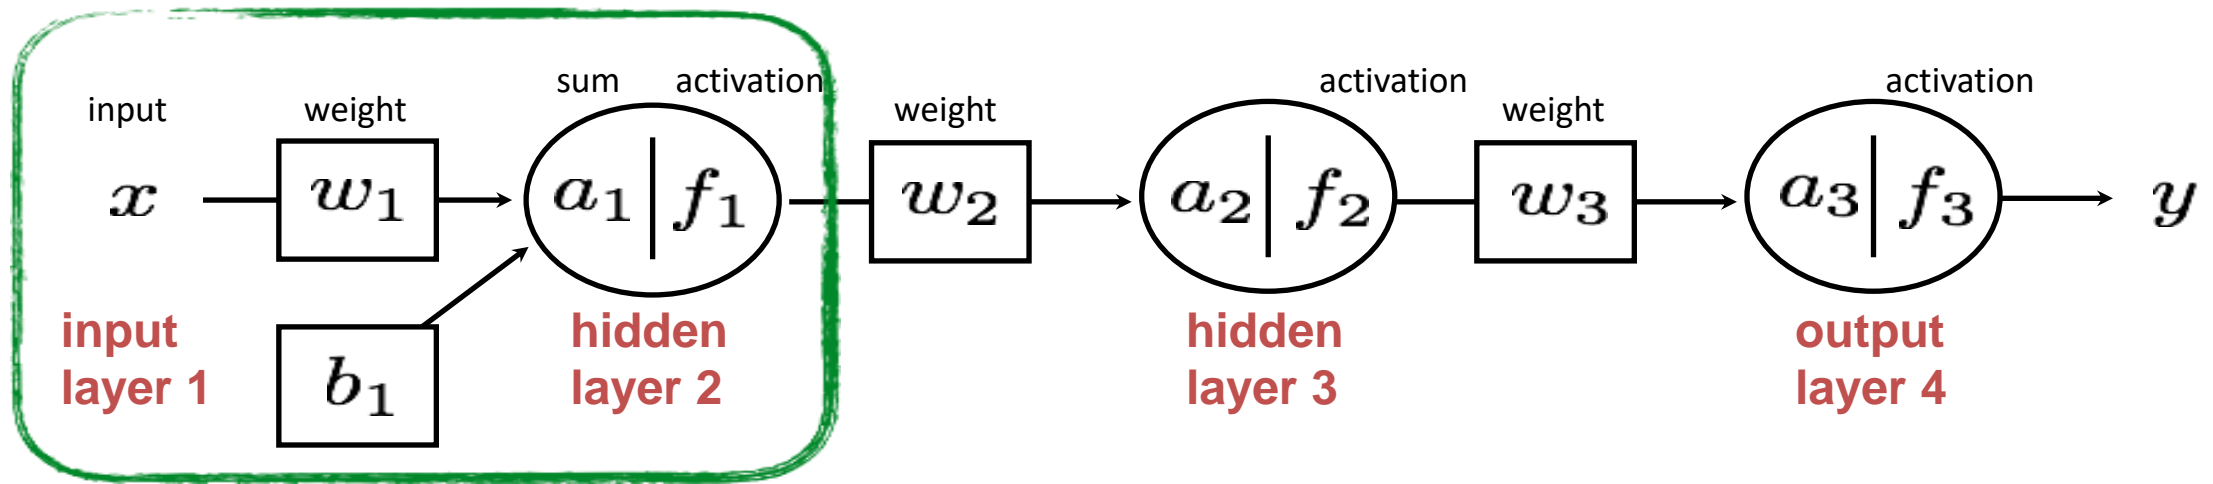 input
weight
sum
activation
weight
activation
weight
activation
x
w₁
a₁ | f₁
w₂
a₂ | f₂
w₃
a₃ | f₃
y
b₁
input
layer 1
hidden
layer 2
hidden
layer 3
output
layer 4